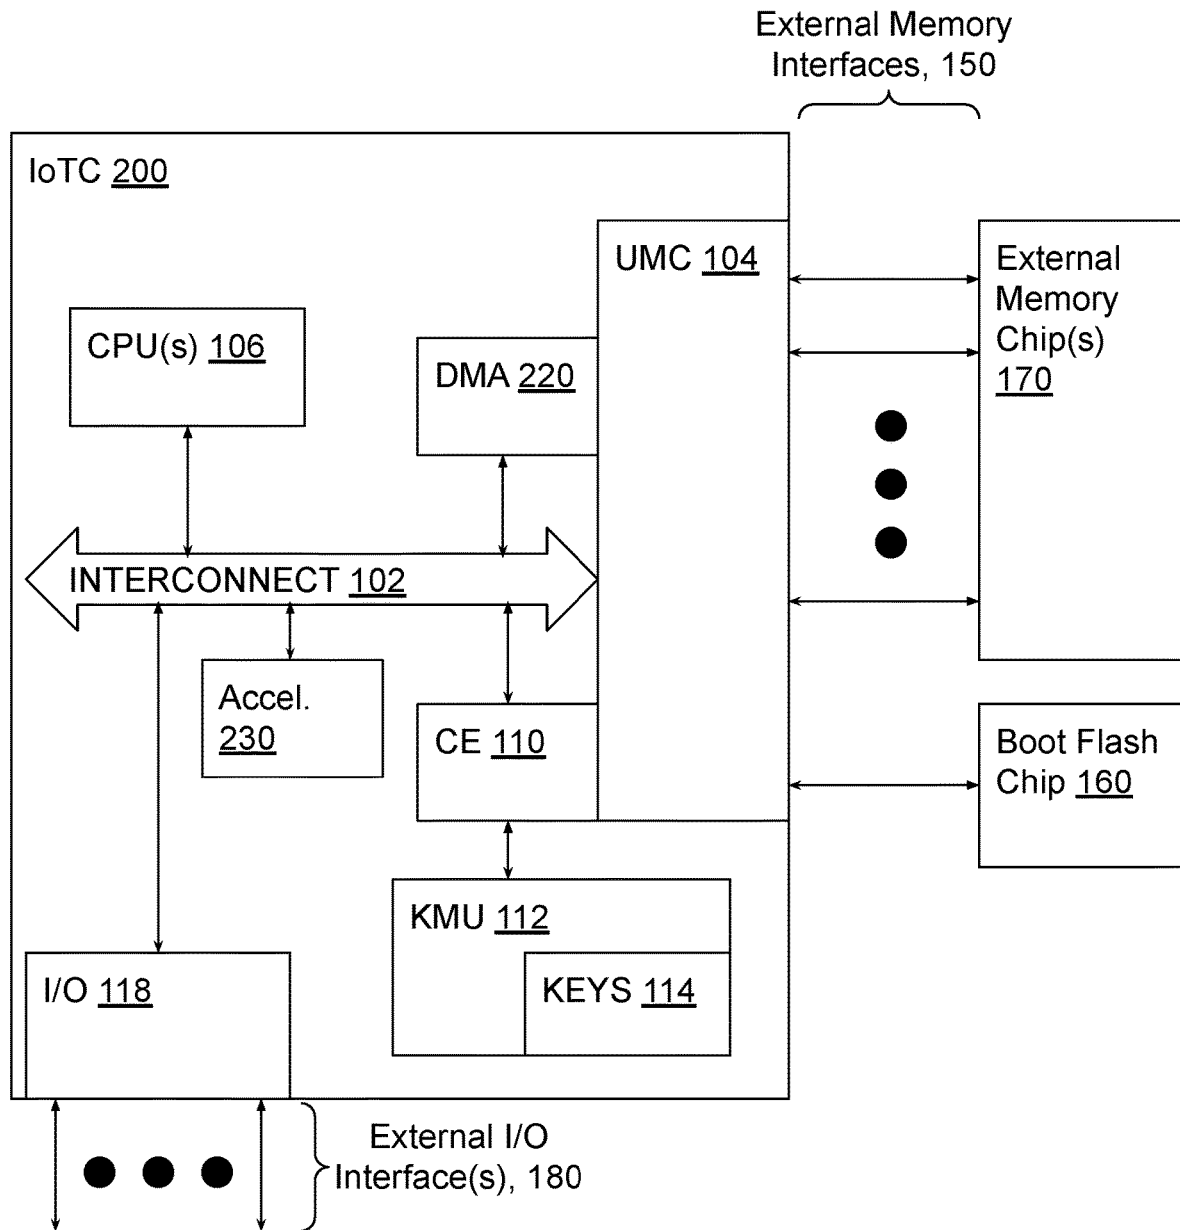 External Memory
Interfaces, 150
IoTC 200
UMC 104
External
Memory
Chip(s)
170
CPU(s) 106
DMA 220
INTERCONNECT 102
Accel.
230
CE 110
Boot Flash
Chip 160
KMU 112
KEYS 114
I/O 118
External I/O
Interface(s), 180